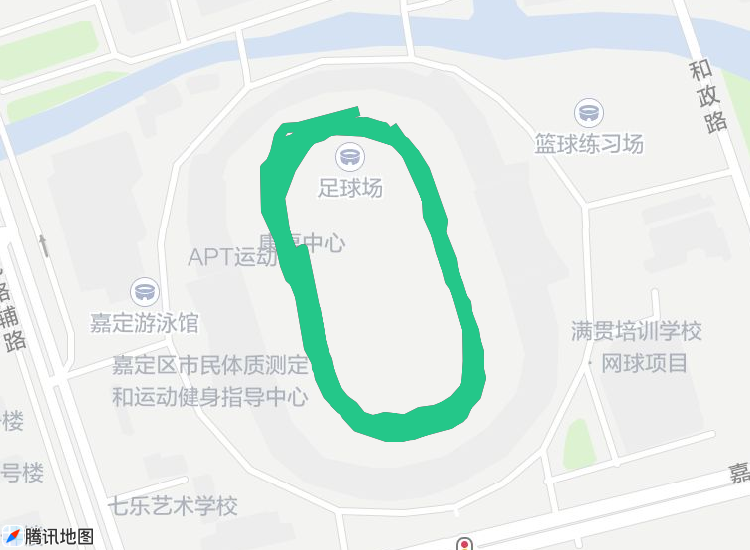 和政路
篮球练习场
足球场
康复中心
APT运动
嘉定游泳馆
路辅路
满贯培训学校
· 网球项目
嘉定区市民体质测定
和运动健身指导中心
楼
号楼
嘉
七乐艺术学校
腾讯地图